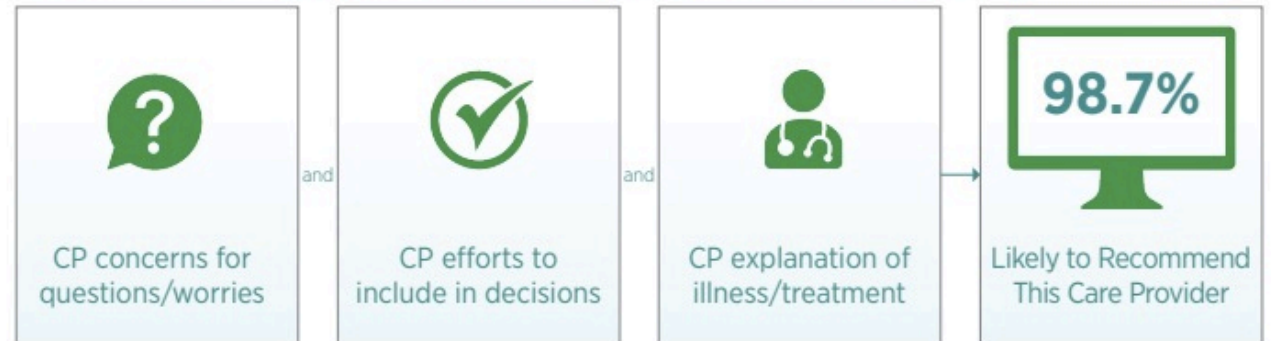 ?
CP concerns for
questions/worries
and
CP efforts to
include in decisions
and
CP explanation of
illness/treatment
98.7%
Likely to Recommend
This Care Provider